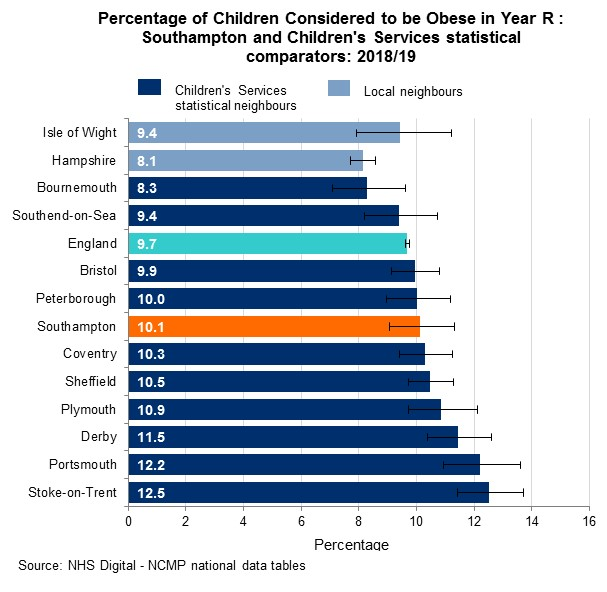 Percentage of Children Considered to be Obese in Year R :
Southampton and Children's Services statistical
comparators: 2018/19
Children's Services
statistical neighbours
Local neighbours
Isle of Wight 9.4
Hampshire 8.1
Bournemouth 8.3
Southend-on-Sea 9.4
England 9.7
Bristol 9.9
Peterborough 10.0
Southampton 10.1
Coventry 10.3
Sheffield 10.5
Plymouth 10.9
Derby 11.5
Portsmouth 12.2
Stoke-on-Trent 12.5
0 2 4 6 8 10 12 14 16
Percentage
Source: NHS Digital - NCMP national data tables